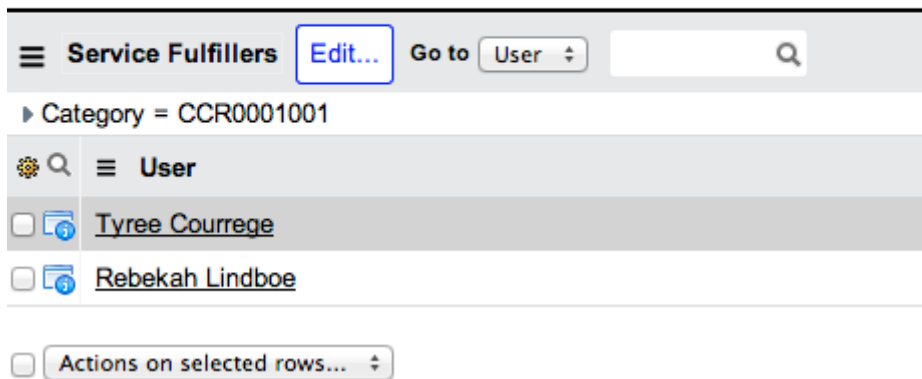 Service Fulfillers Edit... Go to User
Category = CCR0001001
User
Tyree Courrege
Rebekah Lindboe
Actions on selected rows...